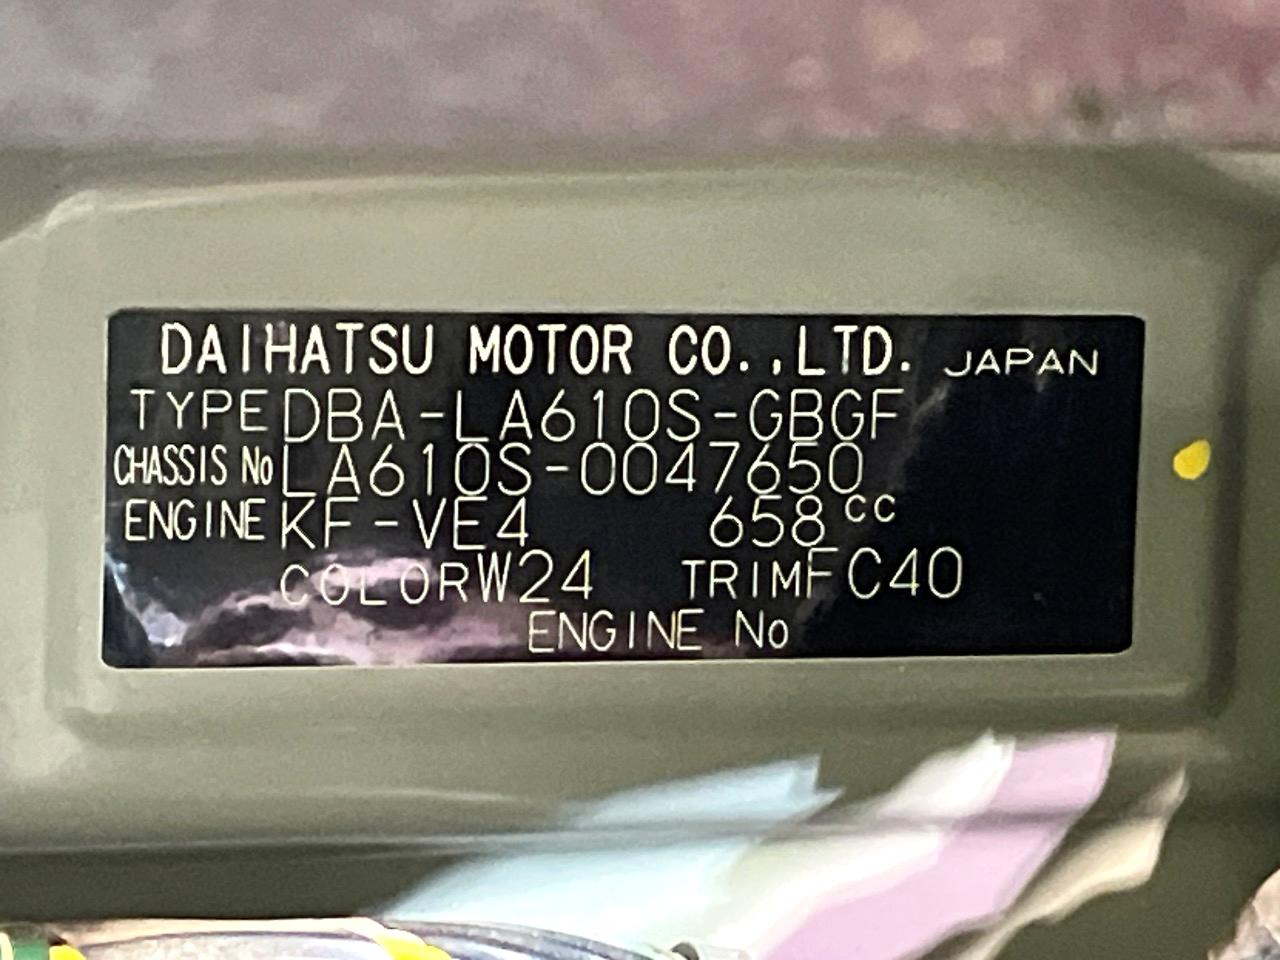 DAIHATSU MOTOR CO.,LTD. JAPAN
TYPE DBA-LA610S-GBGF
CHASSIS No LA610S-0047650
ENGINE KF-VE4 658cc
COLOR W24 TRIM FC40
ENGINE No